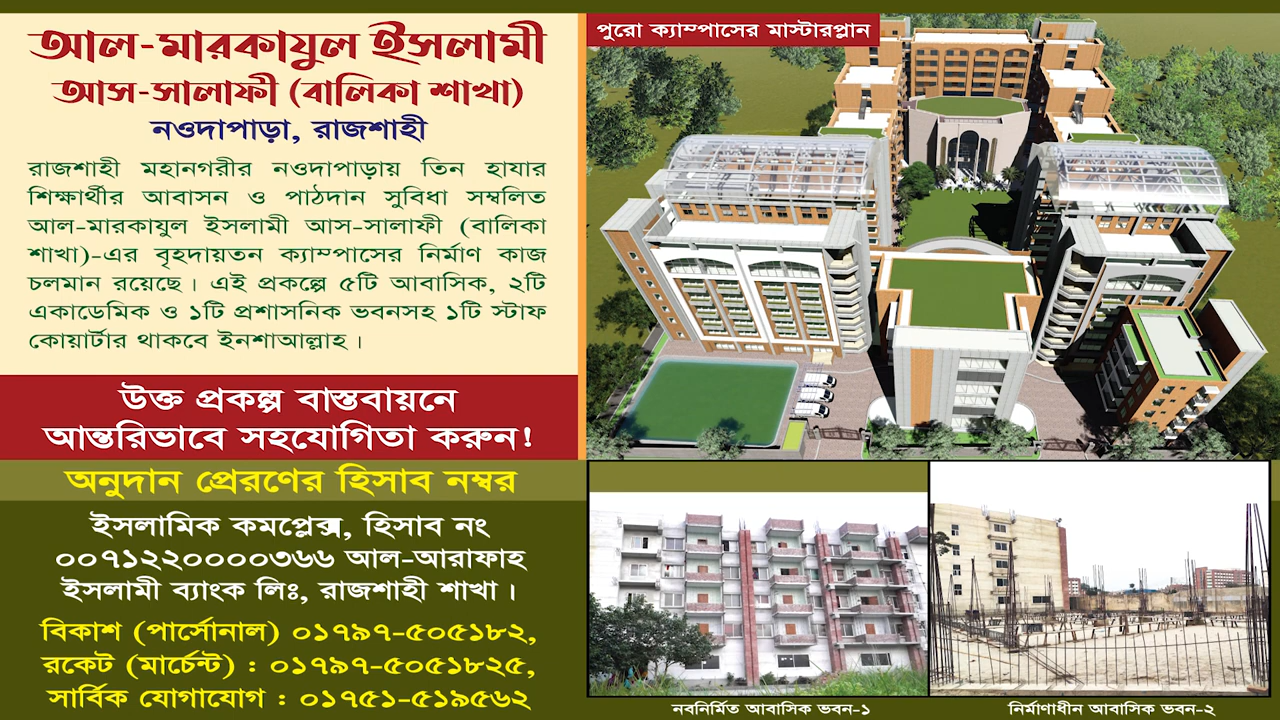 আল-মারকাযুল ইসলামী
আস-সালাফী (বালিকা শাখা)
নওদাপাড়া, রাজশাহী
রাজশাহী মহানগরীর নওদাপাড়ায় তিন হাযার
শিক্ষার্থীর আবাসন ও পাঠদান সুবিধা সম্বলিত
আল-মারকাযুল ইসলামী আস-সালাফী (বালিকা
শাখা)-এর বৃহদায়তন ক্যাম্পাসের নির্মাণ কাজ
চলমান রয়েছে। এই প্রকল্পে ৫টি আবাসিক, ২টি
একাডেমিক ও ১টি প্রশাসনিক ভবনসহ ১টি স্টাফ
কোয়ার্টার থাকবে ইনশাআল্লাহ।
উক্ত প্রকল্প বাস্তবায়নে
আন্তরিভাবে সহযোগিতা করুন!
অনুদান প্রেরণের হিসাব নম্বর
ইসলামিক কমপ্লেক্স, হিসাব নং
০০৭১২২০০০০৩৬৬ আল-আরাফাহ
ইসলামী ব্যাংক লিঃ, রাজশাহী শাখা।
বিকাশ (পার্সোনাল) ০১৭৯৭-৫০৫১৮২,
রকেট (মার্চেন্ট) : ০১৭৯৭-৫০৫১৮২৫,
সার্বিক যোগাযোগ : ০১৭৫১-৫১৯৫৬২
পুরো ক্যাম্পাসের মাস্টারপ্লান
নবনির্মিত আবাসিক ভবন-১
নির্মাণাধীন আবাসিক ভবন-২